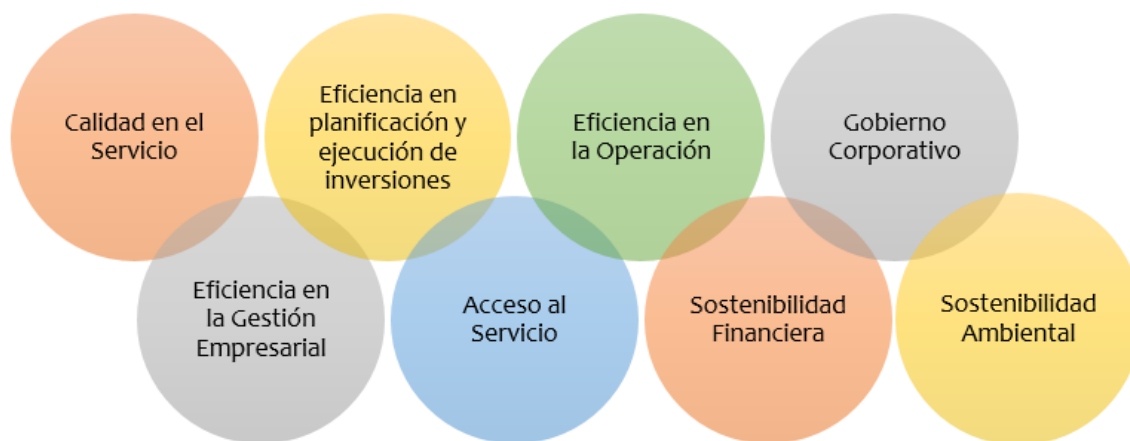 Calidad en el
Servicio
Eficiencia en
planificación y
ejecución de
inversiones
Eficiencia en
la Operación
Gobierno
Corporativo
Eficiencia en
la Gestión
Empresarial
Acceso al
Servicio
Sostenibilidad
Financiera
Sostenibilidad
Ambiental